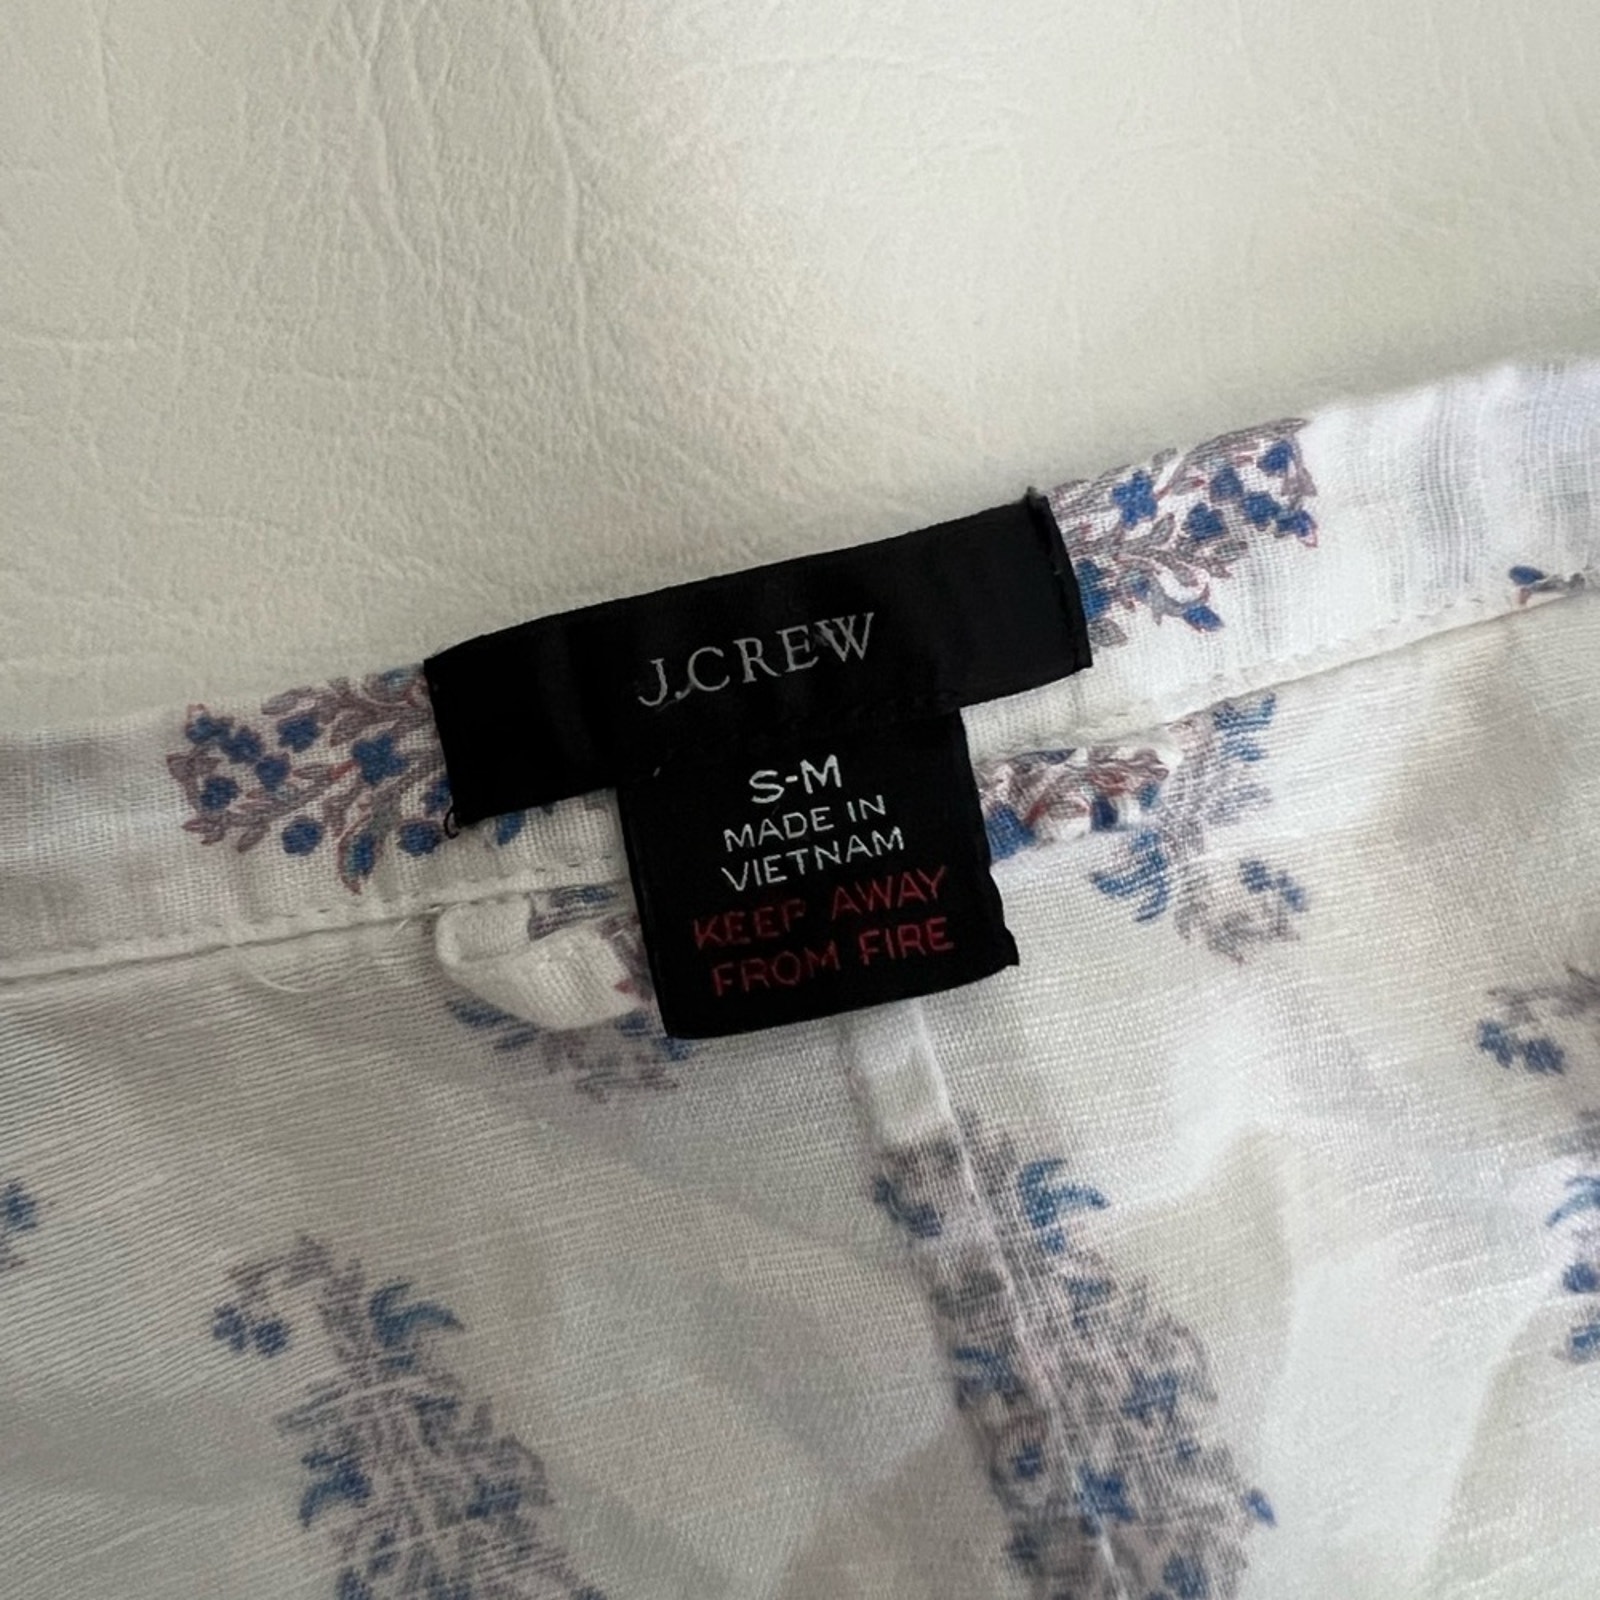 J.CREW
S-M
MADE IN
VIETNAM
KEEP AWAY
FROM FIRE